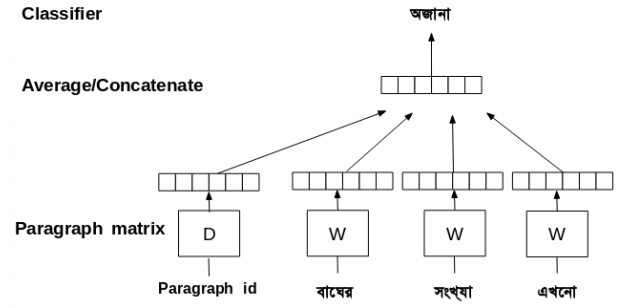 Classifier অজানা
Average/Concatenate
Paragraph matrix D W W W
Paragraph id বাঘের সংখ্যা এখনো